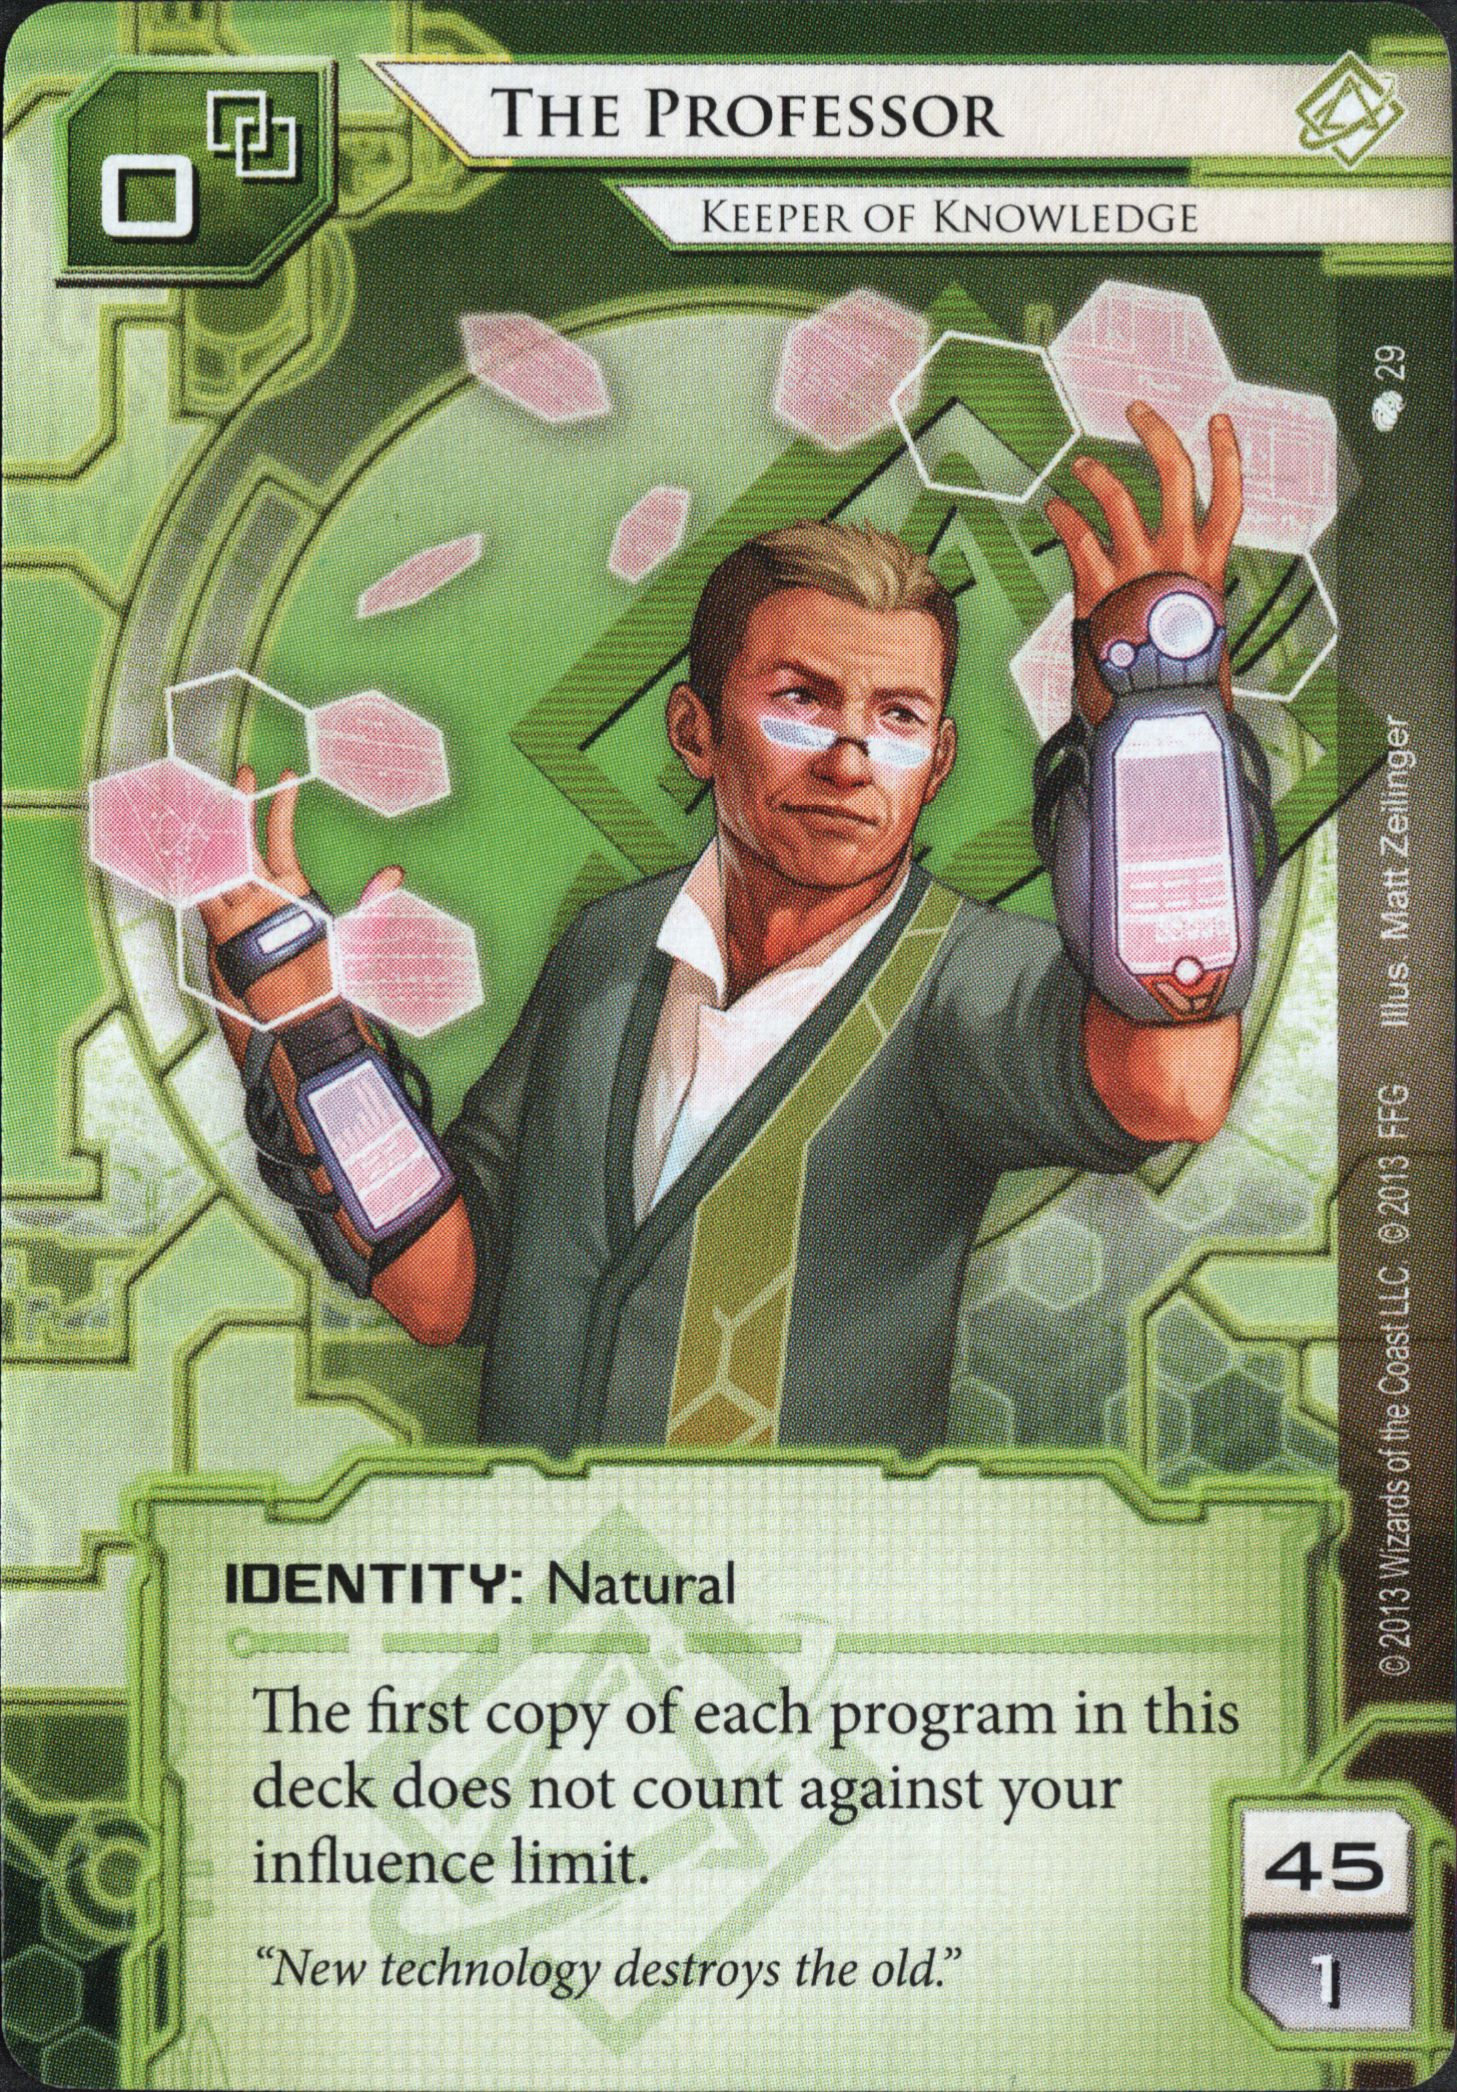 0
THE PROFESSOR
KEEPER OF KNOWLEDGE
29
Illus. Matt Zeilinger
© 2013 Wizards of the Coast LLC. © 2013 FFG
IDENTITY: Natural
The first copy of each program in this
deck does not count against your
influence limit.
“New technology destroys the old.”
45
1